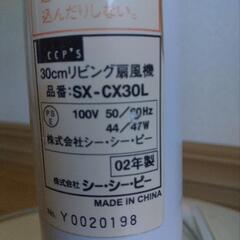 込んだりしない。
CCP'S
30cmリビング扇風機
品番:SX-CX30L
PSE
100V 50/60Hz
44/47W
株式会社シー・シー・ピー
02年製
株式会社 シー・シー・ピー
MADE IN CHINA
No. Y0020198